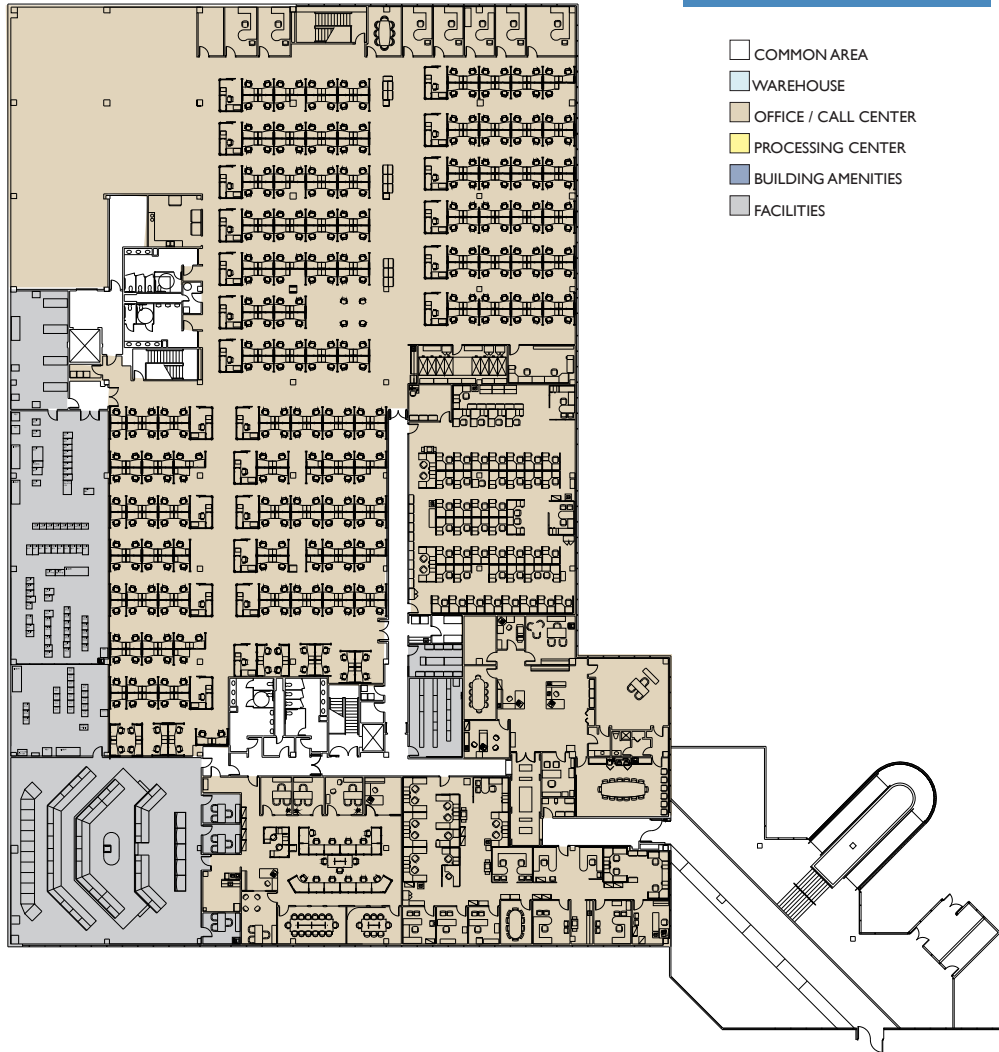 COMMON AREA
WAREHOUSE
OFFICE / CALL CENTER
PROCESSING CENTER
BUILDING AMENITIES
FACILITIES